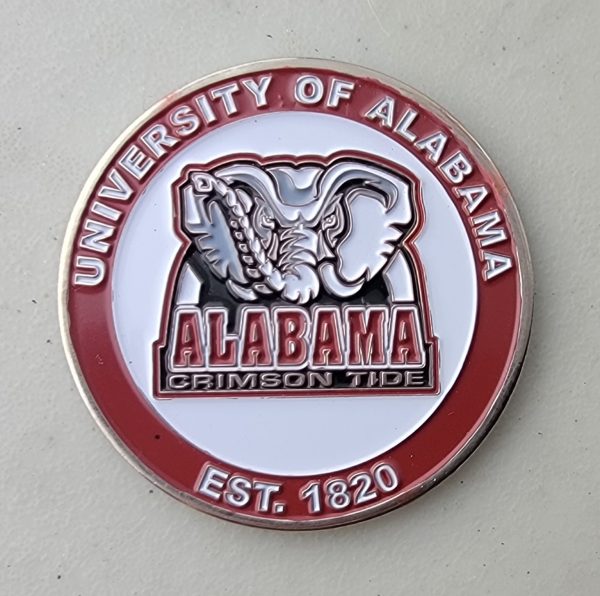 UNIVERSITY OF ALABAMA
ALABAMA
CRIMSON TIDE
EST. 1820